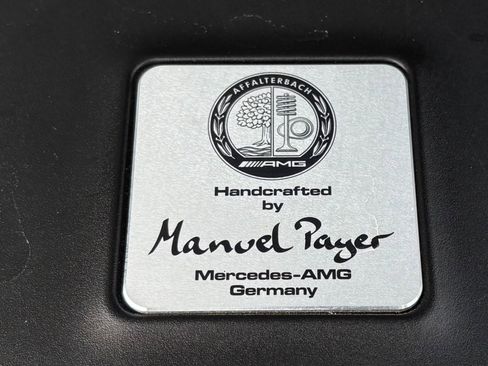 AFFALTERBACH
AMG
Handcrafted
by
Manuel Payer
Mercedes-AMG
Germany